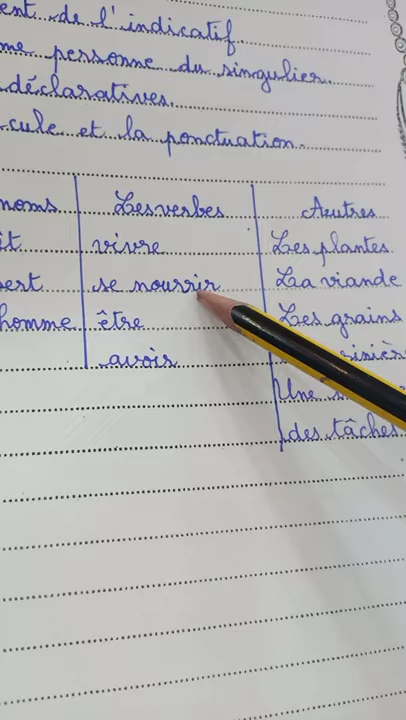 ent de l'indicatif
me personne du singulier.
déclaratives.
cule et la ponctuation.
noms Les verbes Autres
it vivre Les plantes
ert se nourrir La viande
homme être Les grains
avoir
Une
des tâches